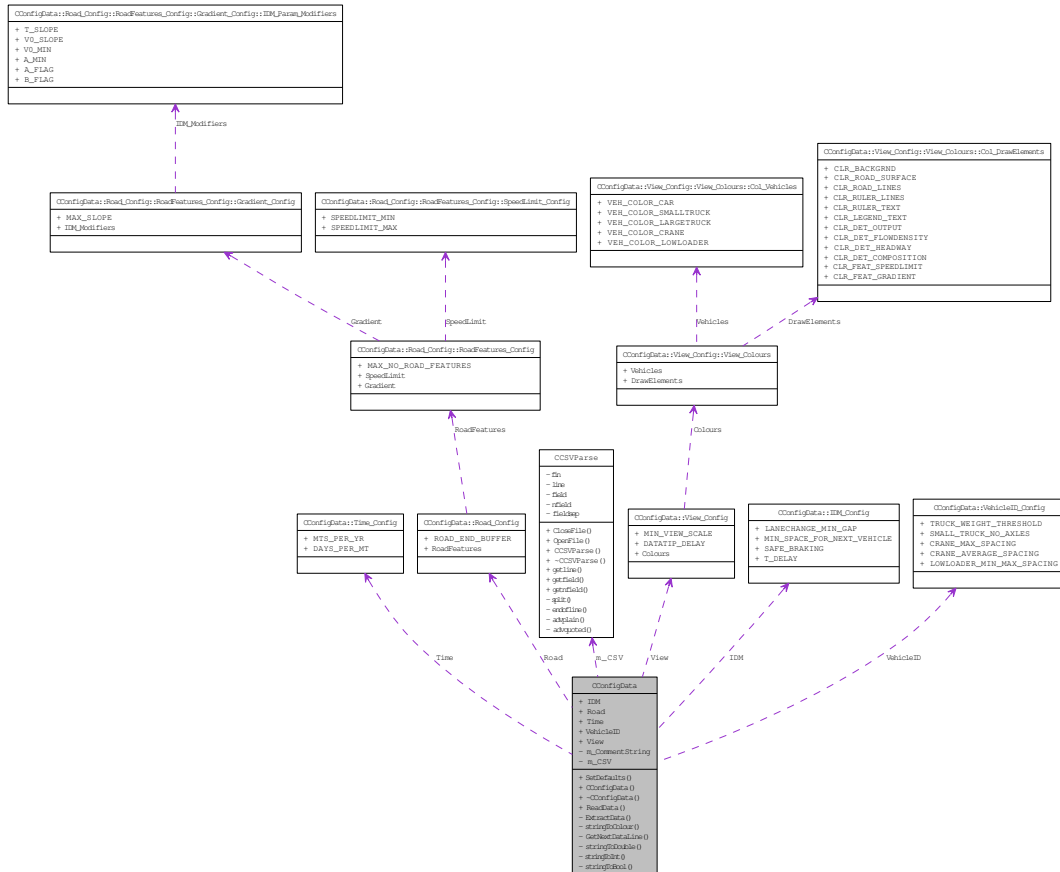 CConfigData::Road_Config::RoadFeatures_Config::Gradient_Config::IDM_Param_Modifiers
+ T_SLOPE
+ V0_SLOPE
+ V0_MIN
+ A_MIN
+ A_FLAG
+ B_FLAG
IDM_Modifiers
CConfigData::View_Config::View_Colours::Col_DrawElements
+ CLR_BACKGRND
+ CLR_ROAD_SURFACE
+ CLR_ROAD_LINES
+ CLR_RULER_LINES
+ CLR_RULER_TEXT
+ CLR_LEGEND_TEXT
+ CLR_DET_OUTPUT
+ CLR_DET_FLOWDENSITY
+ CLR_DET_HEADWAY
+ CLR_DET_COMPOSITION
+ CLR_FEAT_SPEEDLIMIT
+ CLR_FEAT_GRADIENT
CConfigData::View_Config::View_Colours::Col_Vehicles
+ VEH_COLOR_CAR
+ VEH_COLOR_SMALLTRUCK
+ VEH_COLOR_LARGETRUCK
+ VEH_COLOR_CRANE
+ VEH_COLOR_LOWLOADER
CConfigData::Road_Config::RoadFeatures_Config::Gradient_Config
+ MAX_SLOPE
+ IDM_Modifiers
CConfigData::Road_Config::RoadFeatures_Config::SpeedLimit_Config
+ SPEEDLIMIT_MIN
+ SPEEDLIMIT_MAX
Gradient
SpeedLimit
Vehicles
DrawElements
CConfigData::Road_Config::RoadFeatures_Config
+ MAX_NO_ROAD_FEATURES
+ SpeedLimit
+ Gradient
CConfigData::View_Config::View_Colours
+ Vehicles
+ DrawElements
RoadFeatures
Colours
CCSVParse
- fin
- line
- field
- nfield
- fieldsep
+ CloseFile()
+ OpenFile()
+ CCSVParse()
+ ~CCSVParse()
+ getline()
+ getfield()
+ getnfield()
- split()
- endofline()
- advplain()
- advquoted()
CConfigData::Time_Config
+ MTS_PER_YR
+ DAYS_PER_MT
CConfigData::Road_Config
+ ROAD_END_BUFFER
+ RoadFeatures
CConfigData::View_Config
+ MIN_VIEW_SCALE
+ DATATIP_DELAY
+ Colours
CConfigData::IDM_Config
+ LANECHANGE_MIN_GAP
+ MIN_SPACE_FOR_NEXT_VEHICLE
+ SAFE_BRAKING
+ T_DELAY
CConfigData::VehicleID_Config
+ TRUCK_WEIGHT_THRESHOLD
+ SMALL_TRUCK_NO_AXLES
+ CRANE_MAX_SPACING
+ CRANE_AVERAGE_SPACING
+ LOWLOADER_MIN_MAX_SPACING
Time
Road
m_CSV
View
IDM
VehicleID
CConfigData
+ IDM
+ Road
+ Time
+ VehicleID
+ View
- m_CommentString
- m_CSV
+ SetDefaults()
+ CConfigData()
+ ~CConfigData()
+ ReadData()
- ExtractData()
- stringToColour()
- GetNextDataLine()
- stringToDouble()
- stringToInt()
- stringToBool()